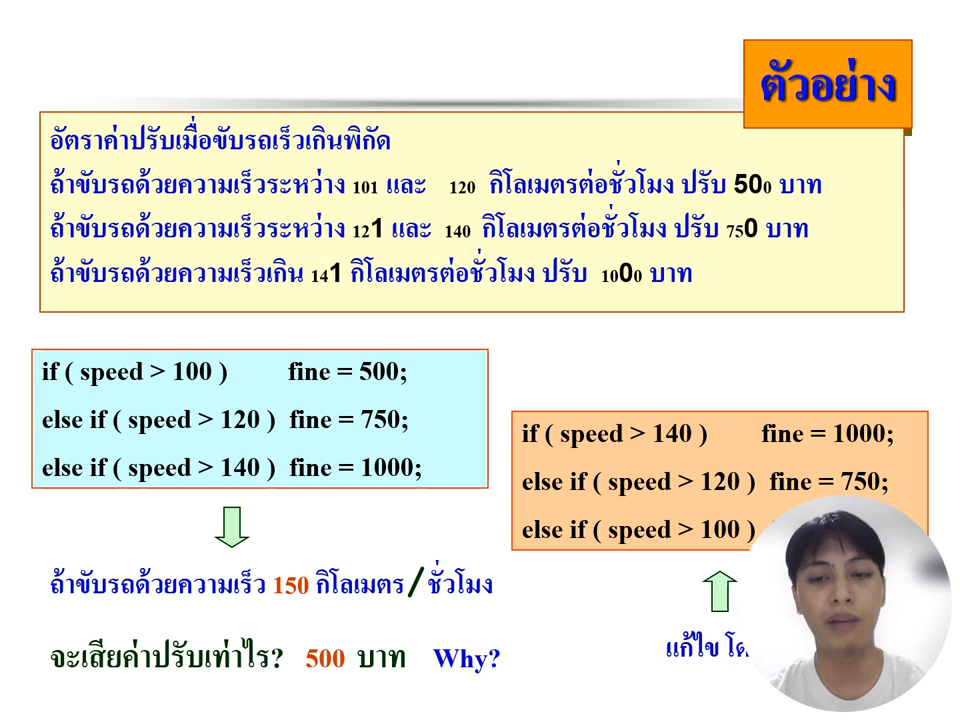 ตัวอย่าง
อัตราค่าปรับเมื่อขับรถเร็วเกินพิกัด
ถ้าขับรถด้วยความเร็วระหว่าง 101 และ 120 กิโลเมตรต่อชั่วโมง ปรับ 500 บาท
ถ้าขับรถด้วยความเร็วระหว่าง 121 และ 140 กิโลเมตรต่อชั่วโมง ปรับ 750 บาท
ถ้าขับรถด้วยความเร็วเกิน 141 กิโลเมตรต่อชั่วโมง ปรับ 1000 บาท
if ( speed > 100 ) fine = 500;
else if ( speed > 120 ) fine = 750;
else if ( speed > 140 ) fine = 1000;
if ( speed > 140 ) fine = 1000;
else if ( speed > 120 ) fine = 750;
else if ( speed > 100 )
ถ้าขับรถด้วยความเร็ว 150 กิโลเมตร/ชั่วโมง
จะเสียค่าปรับเท่าไร? 500 บาท Why?
แก้ไข